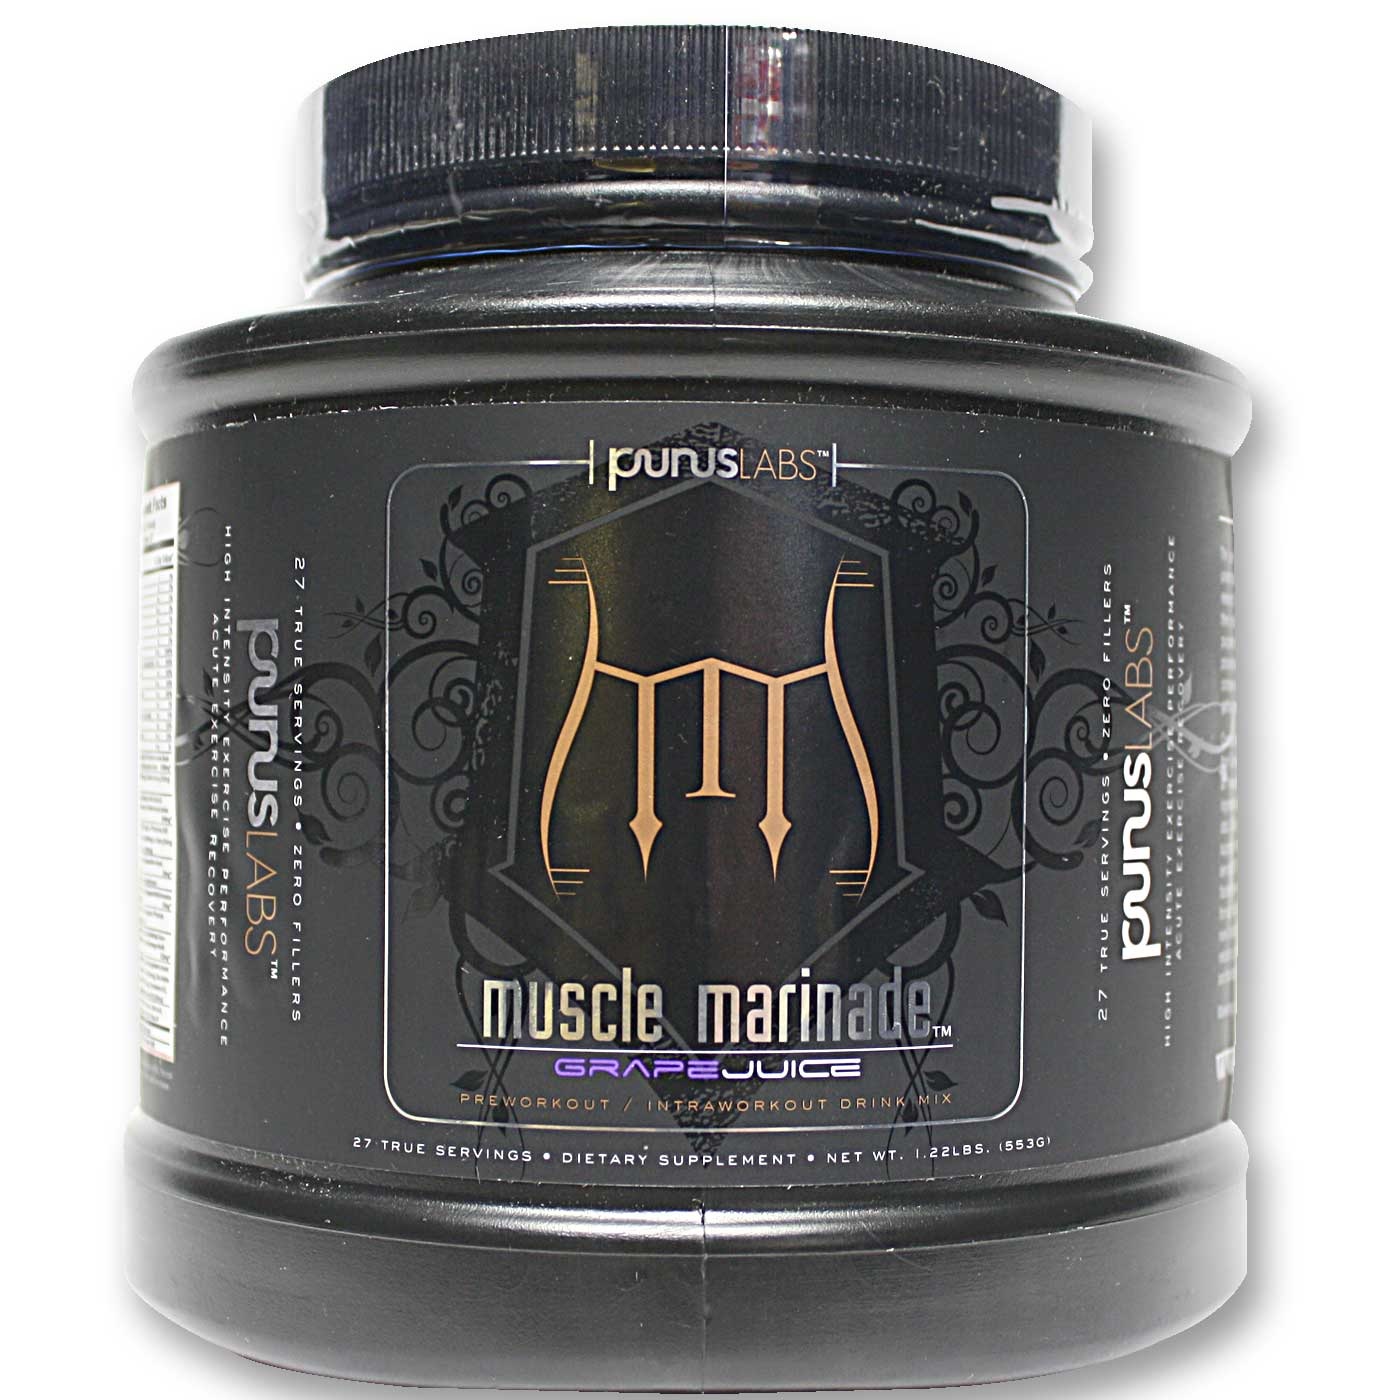 purusLABS™
muscle marinade™
GRAPEJUICE
PREWORKOUT / INTRAWORKOUT DRINK MIX
27 TRUE SERVINGS • DIETARY SUPPLEMENT • NET WT. 1.22LBS. (553G)
27 TRUE SERVINGS • ZERO FILLERS
purusLABS™
HIGH INTENSITY EXERCISE PERFORMANCE
ACUTE EXERCISE RECOVERY
27 TRUE SERVINGS • ZERO FILLERS
purusLABS™
HIGH INTENSITY EXERCISE PERFORMANCE
ACUTE EXERCISE RECOVERY